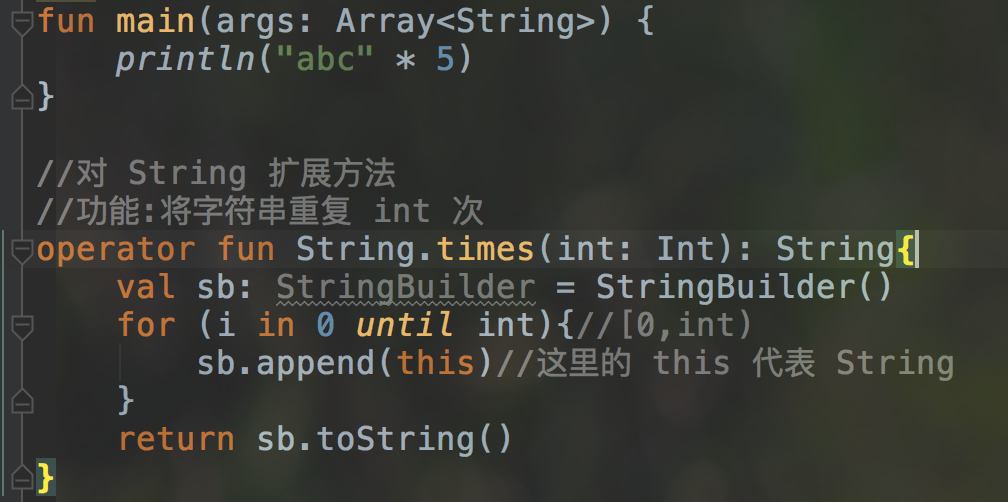 fun main(args: Array<String>) {
    println("abc" * 5)
}
//对 String 扩展方法
//功能:将字符串重复 int 次
operator fun String.times(int: Int): String{
    val sb: StringBuilder = StringBuilder()
    for (i in 0 until int){//[0,int)
        sb.append(this)//这里的 this 代表 String
    }
    return sb.toString()
}